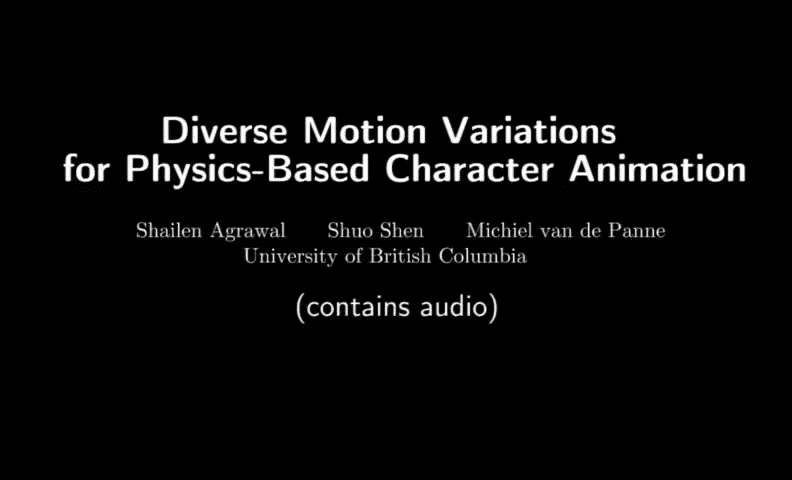 Diverse Motion Variations
for Physics-Based Character Animation
Shailen Agrawal Shuo Shen Michiel van de Panne
University of British Columbia
(contains audio)